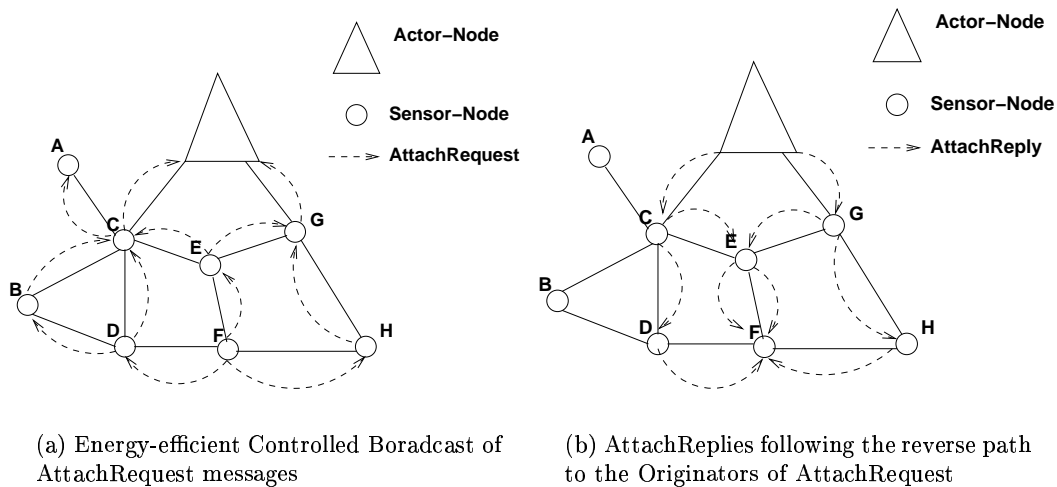 Actor-Node
Sensor-Node
AttachRequest
A
C
G
E
B
D
F
H
(a) Energy-efficient Controlled Boradcast of
AttachRequest messages
Actor-Node
Sensor-Node
AttachReply
A
C
G
E
B
D
F
H
(b) AttachReplies following the reverse path
to the Originators of AttachRequest